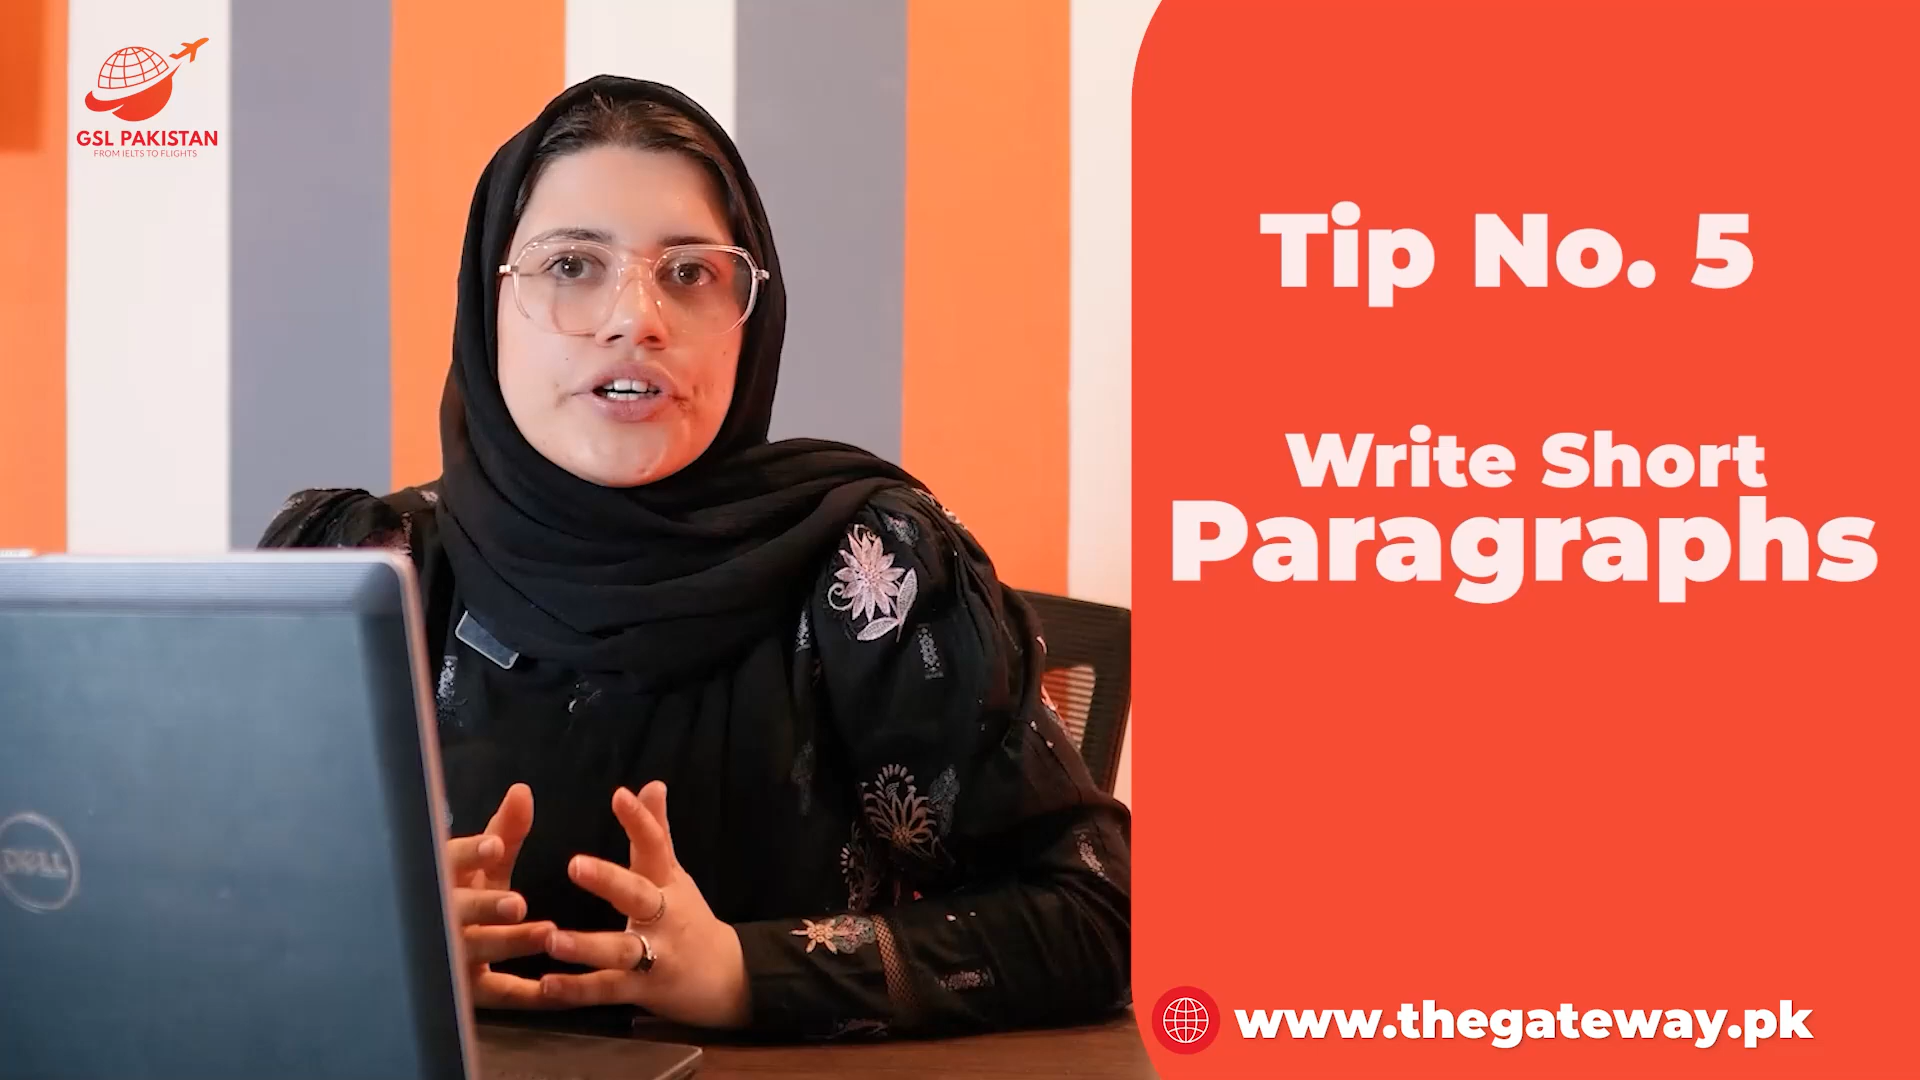 GSL PAKISTAN
FROM IELTS TO FLIGHTS
Tip No. 5
Write Short
Paragraphs
DELL
www.thegateway.pk